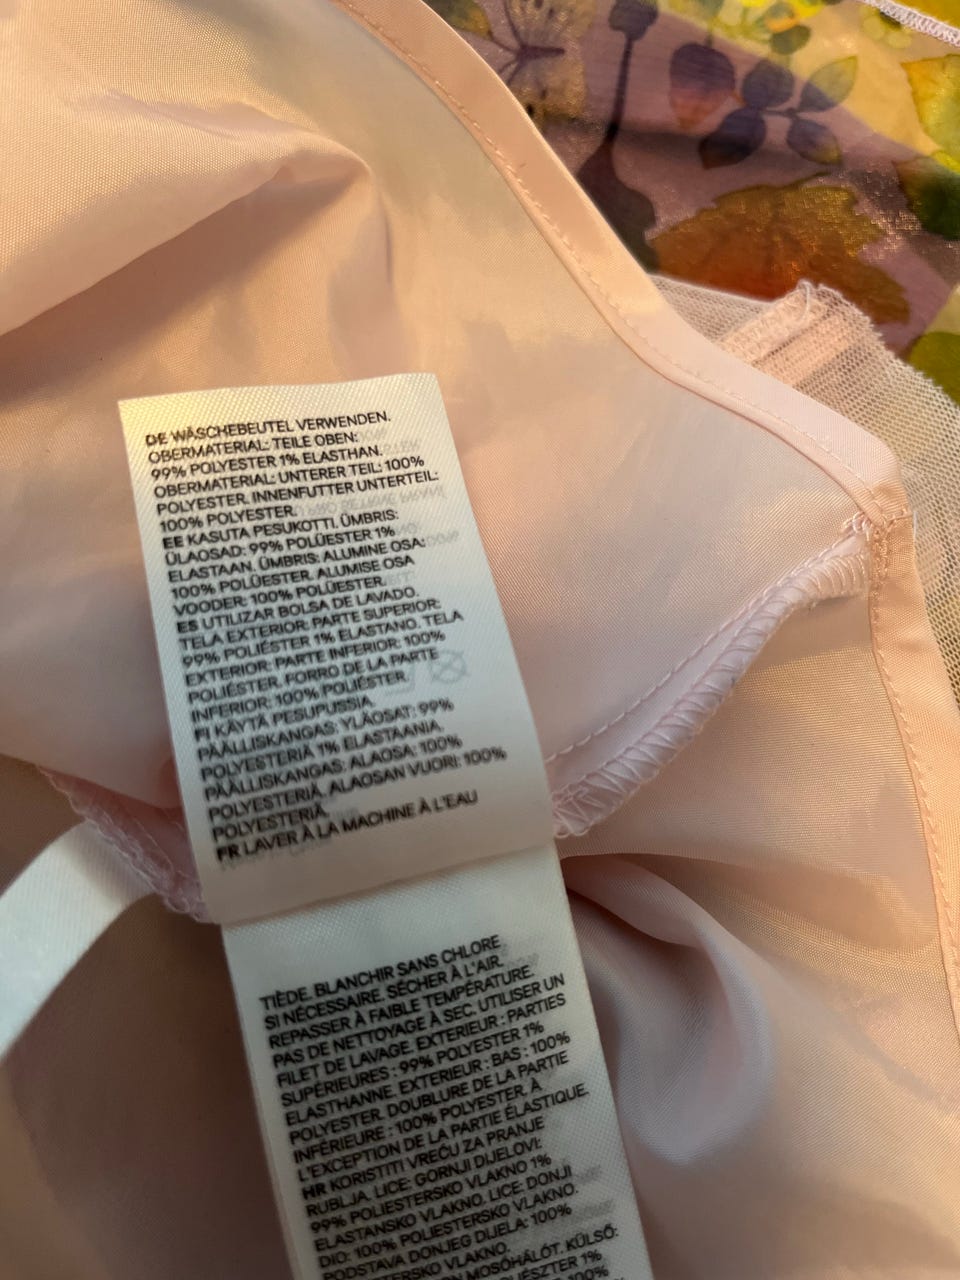 DE WÄSCHEBEUTEL VERWENDEN.
OBERMATERIAL: TEILE OBEN:
99% POLYESTER 1% ELASTHAN.
OBERMATERIAL: UNTERER TEIL: 100%
POLYESTER. INNENFUTTER UNTERTEIL:
100% POLYESTER.
EE KASUTA PESUKOTTI. ÜMBRIS:
ÜLAOSAD: 99% POLÜESTER 1%
ELASTAAN. ÜMBRIS: ALUMINE OSA:
100% POLÜESTER. ALUMISE OSA
VOODER: 100% POLÜESTER.
ES UTILIZAR BOLSA DE LAVADO.
TELA EXTERIOR: PARTE SUPERIOR:
99% POLIÉSTER 1% ELASTANO. TELA
EXTERIOR: PARTE INFERIOR: 100%
POLIÉSTER. FORRO DE LA PARTE
INFERIOR: 100% POLIÉSTER.
FI KÄYTÄ PESUPUSSIA.
PÄÄLLISKANGAS: YLÄOSAT: 99%
POLYESTERIÄ 1% ELASTAANIA.
PÄÄLLISKANGAS: ALAOSA: 100%
POLYESTERIÄ. ALAOSAN VUORI: 100%
POLYESTERIÄ.
FR LAVER À LA MACHINE À L'EAU
TIÈDE. BLANCHIR SANS CHLORE
SI NÉCESSAIRE. SÉCHER À L'AIR.
REPASSER À FAIBLE TEMPÉRATURE.
PAS DE NETTOYAGE À SEC. UTILISER UN
FILET DE LAVAGE. EXTERIEUR : PARTIES
SUPÉRIEURES : 99% POLYESTER 1%
ELASTHANNE. EXTERIEUR : BAS : 100%
POLYESTER. DOUBLURE DE LA PARTIE
INFÉRIEURE : 100% POLYESTER. À
L'EXCEPTION DE LA PARTIE ÉLASTIQUE.
HR KORISTITI VREĆU ZA PRANJE
RUBLJA. LICE: GORNJI DIJELOVI:
99% POLIESTERSKO VLAKNO 1%
ELASTANSKO VLAKNO. LICE: DONJI
DIO: 100% POLIESTERSKO VLAKNO.
PODSTAVA DONJEG DIJELA: 100%
VLAKNO.
MOSÓHÁLÓT. KÜLSŐ:
1%
100%